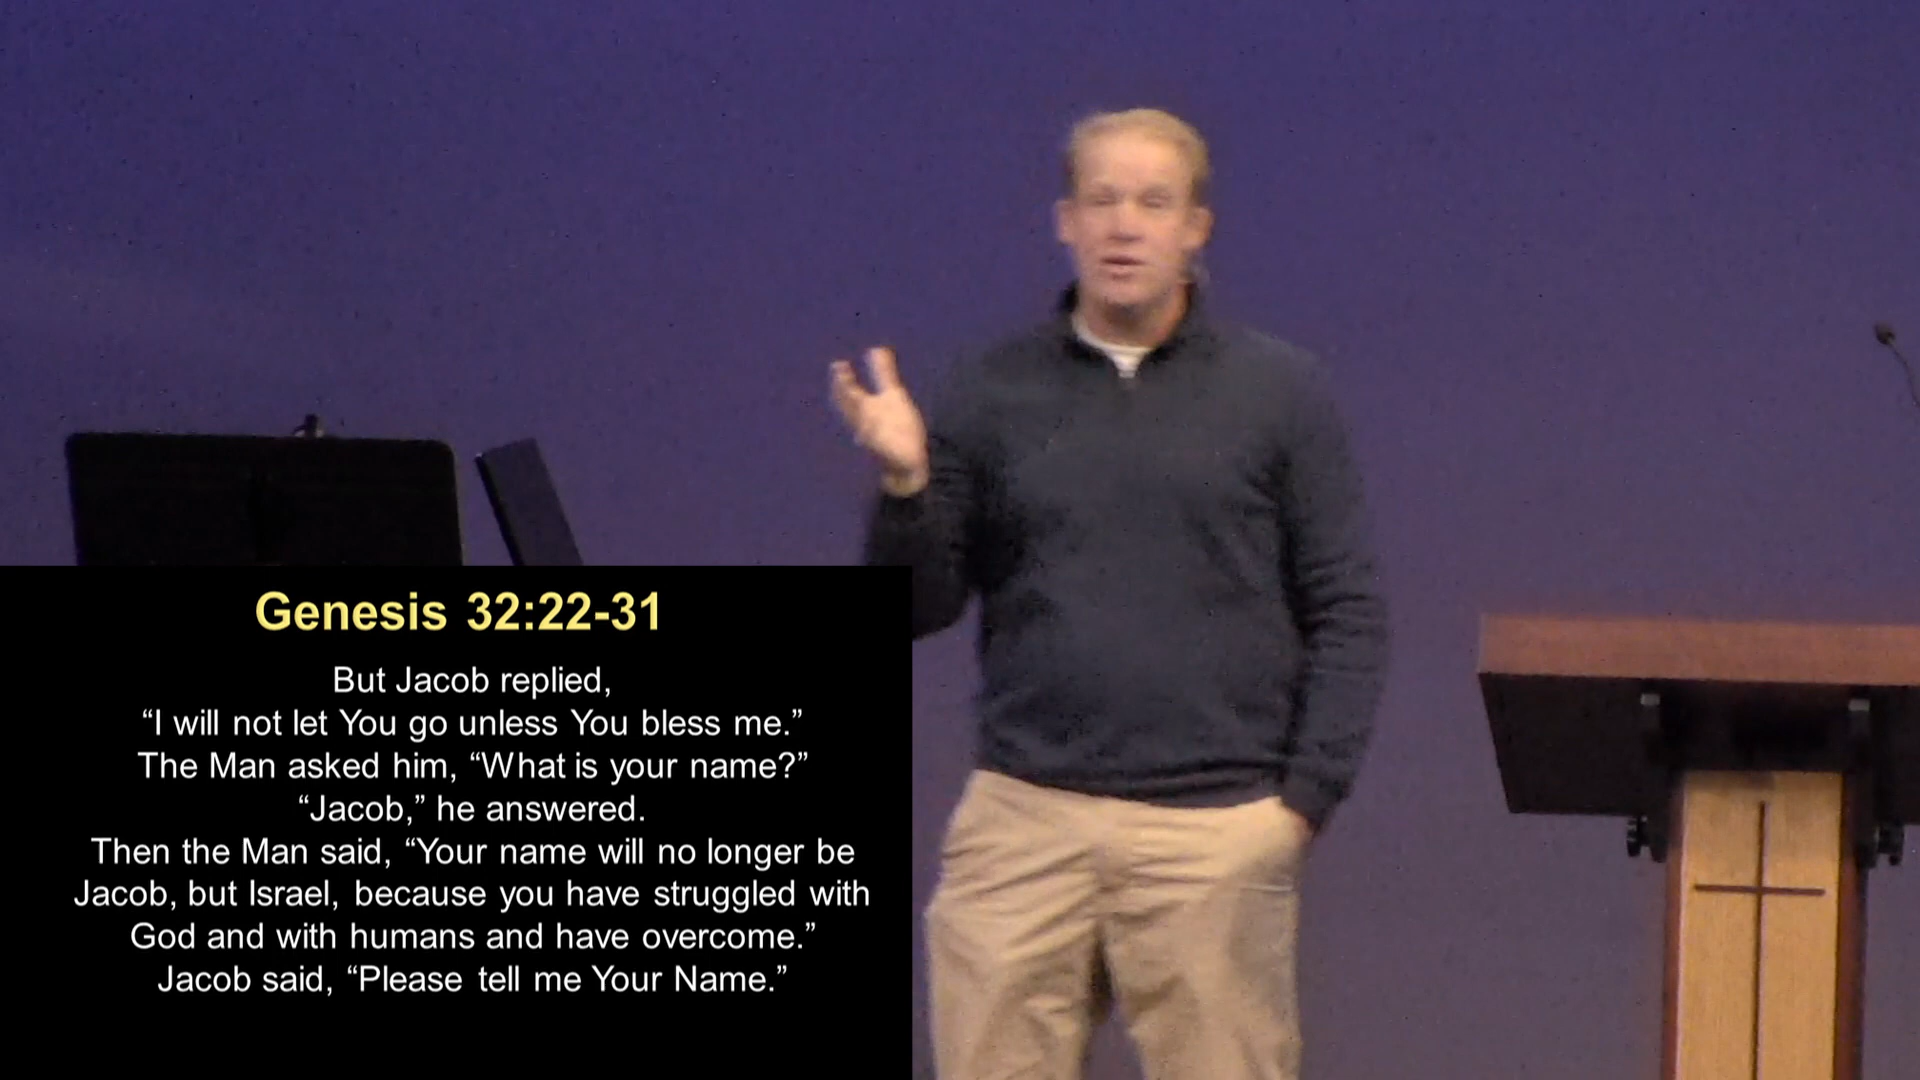 Genesis 32:22-31
But Jacob replied,
“I will not let You go unless You bless me.”
The Man asked him, “What is your name?”
“Jacob,” he answered.
Then the Man said, “Your name will no longer be
Jacob, but Israel, because you have struggled with
God and with humans and have overcome.”
Jacob said, “Please tell me Your Name.”